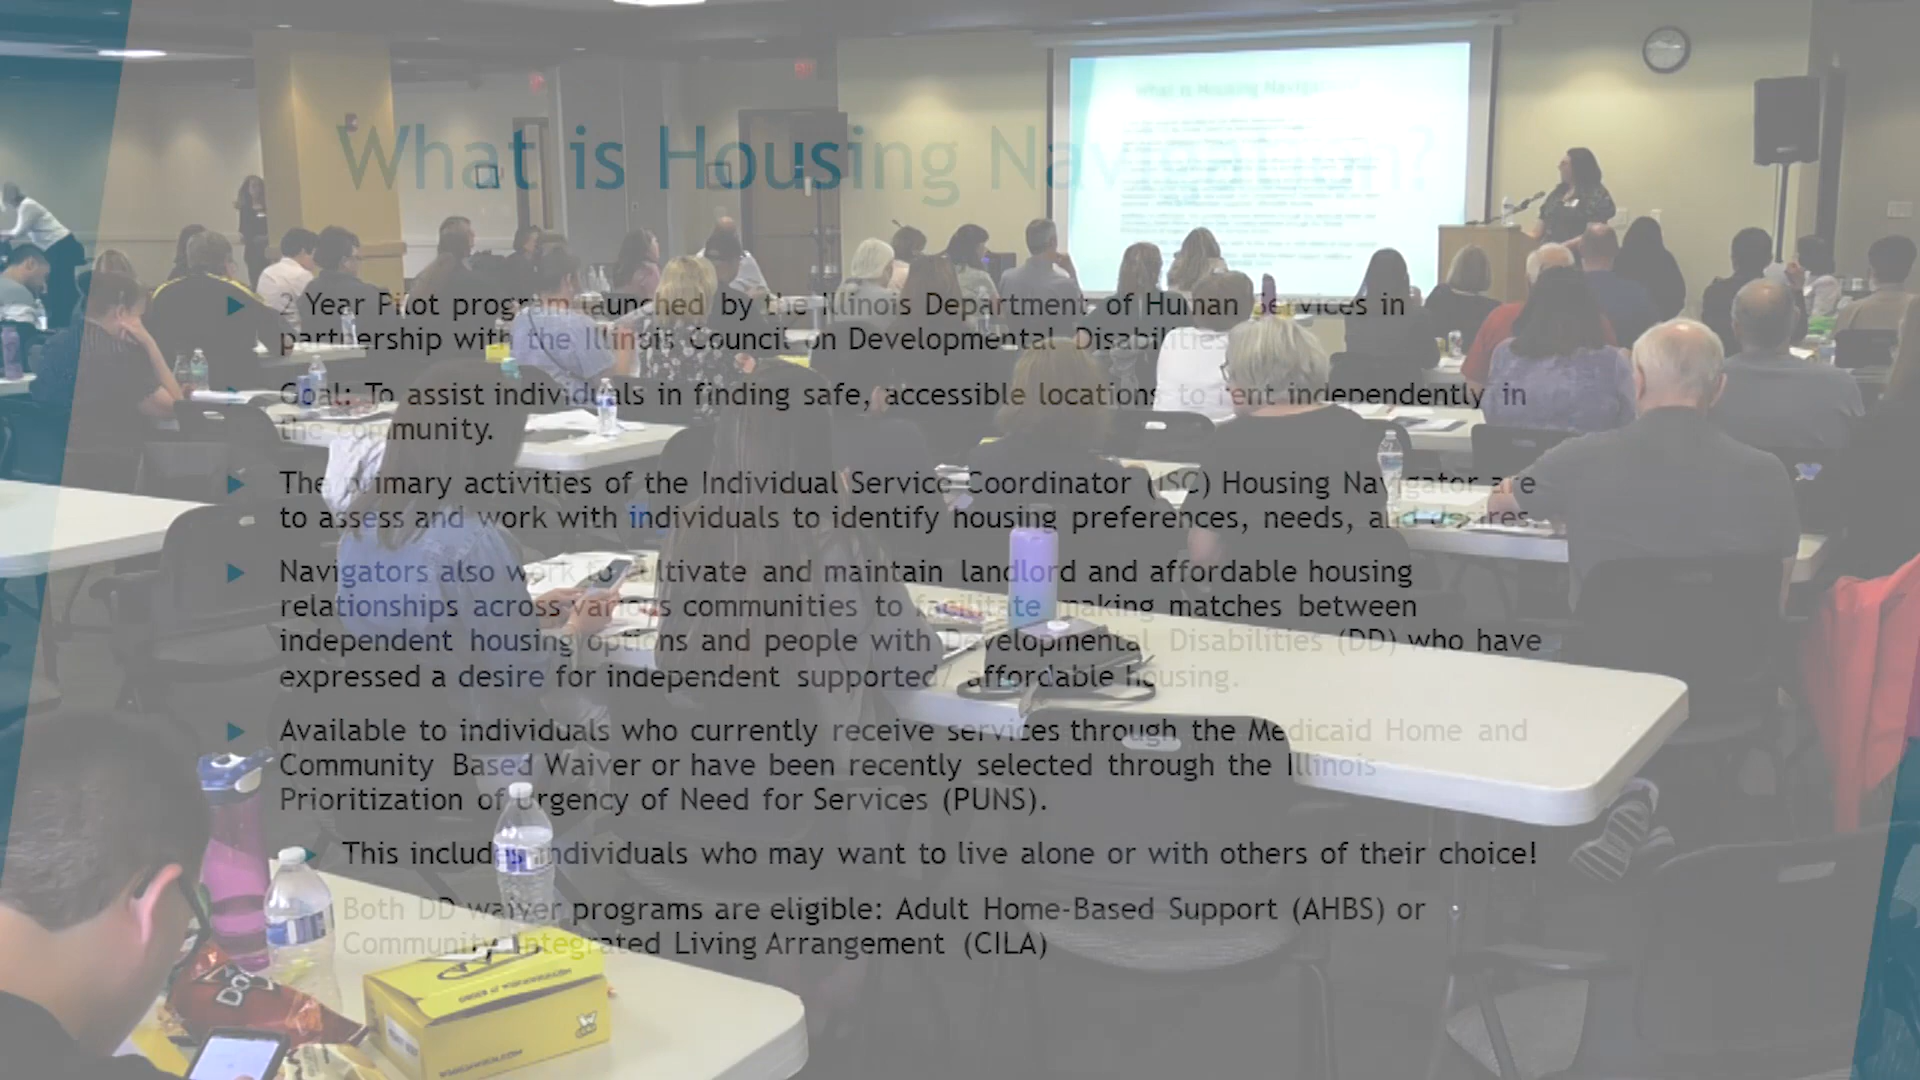 What is Housing Navigation?
2 Year Pilot program launched by the Illinois Department of Human Services in
partnership with the Illinois Council on Developmental Disabilities
Goal: To assist individuals in finding safe, accessible locations to rent independently in
the community.
The primary activities of the Individual Service Coordinator (ISC) Housing Navigator are
to assess and work with individuals to identify housing preferences, needs, and desires.
Navigators also work to cultivate and maintain landlord and affordable housing
relationships across various communities to facilitate making matches between
independent housing options and people with Developmental Disabilities (DD) who have
expressed a desire for independent supported/ affordable housing.
Available to individuals who currently receive services through the Medicaid Home and
Community Based Waiver or have been recently selected through the Illinois
Prioritization of Urgency of Need for Services (PUNS).
This includes individuals who may want to live alone or with others of their choice!
Both DD waiver programs are eligible: Adult Home-Based Support (AHBS) or
Community Integrated Living Arrangement (CILA)